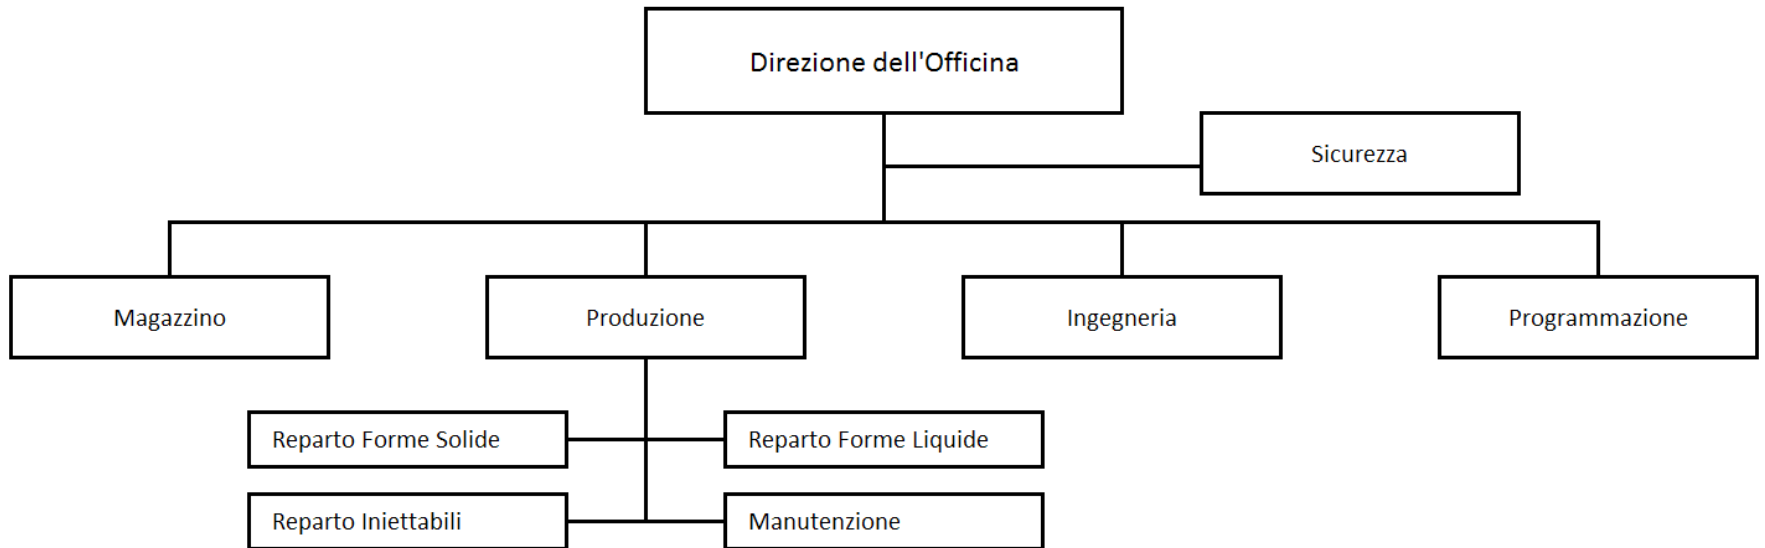 Direzione dell'Officina
Sicurezza
Magazzino
Produzione
Ingegneria
Programmazione
Reparto Forme Solide
Reparto Forme Liquide
Reparto Iniettabili
Manutenzione